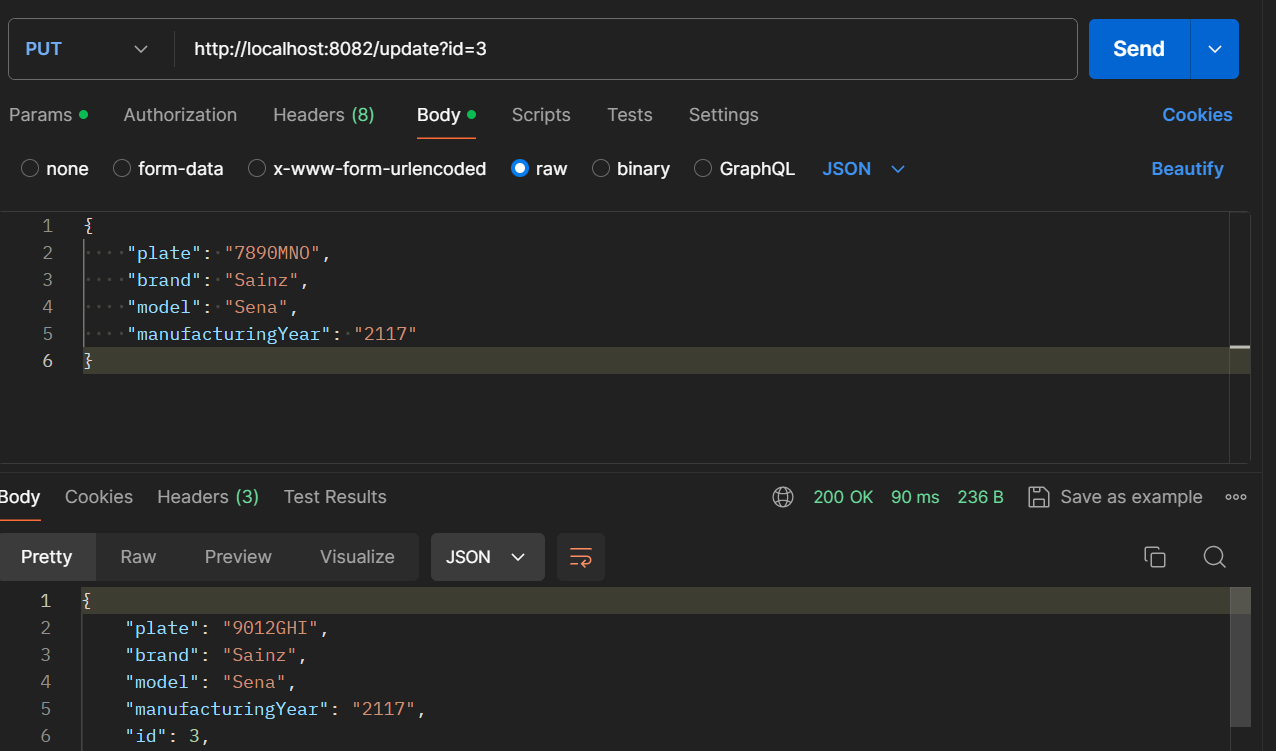 PUT http://localhost:8082/update?id=3 Send
Params Authorization Headers (8) Body Scripts Tests Settings Cookies
none form-data x-www-form-urlencoded raw binary GraphQL JSON Beautify
1 {
2 "plate": "7890MNO",
3 "brand": "Sainz",
4 "model": "Sena",
5 "manufacturingYear": "2117"
6 }
Body Cookies Headers (3) Test Results 200 OK 90 ms 236 B Save as example
Pretty Raw Preview Visualize JSON
1 {
2 "plate": "9012GHI",
3 "brand": "Sainz",
4 "model": "Sena",
5 "manufacturingYear": "2117",
6 "id": 3,